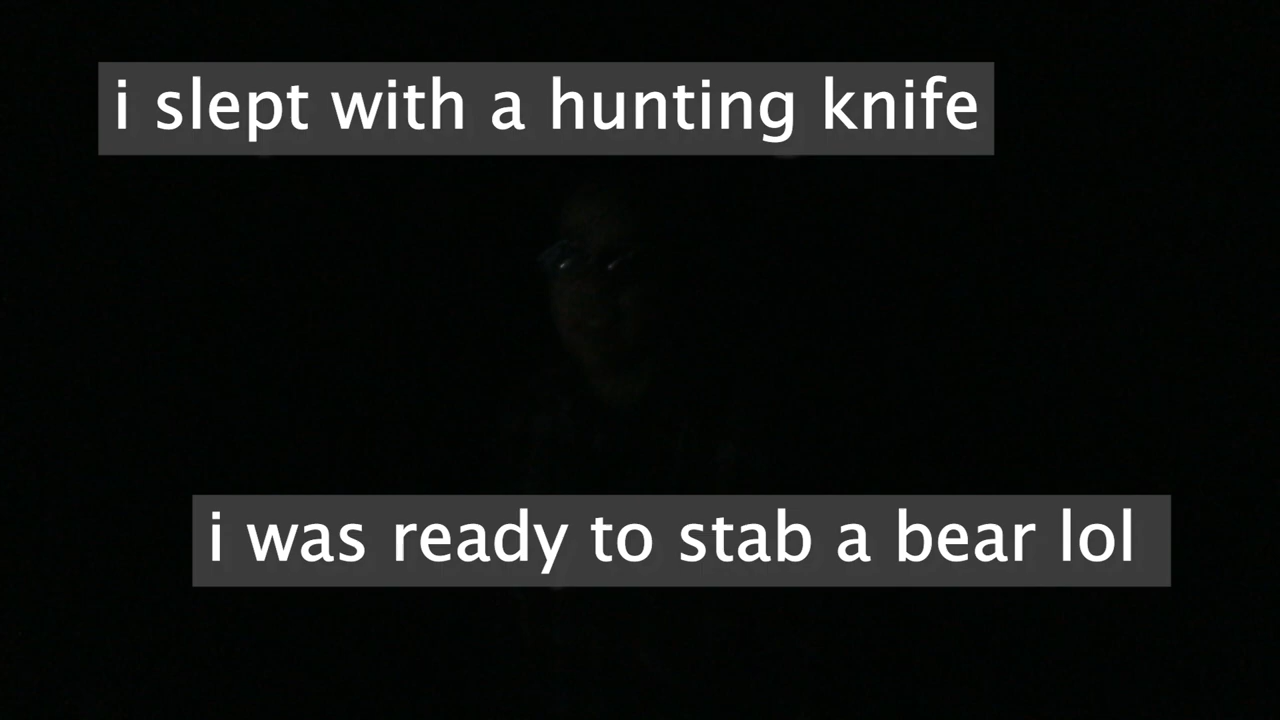 i slept with a hunting knife
i was ready to stab a bear lol